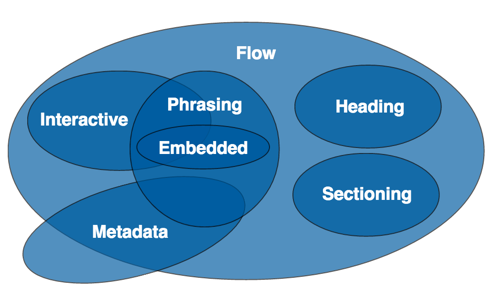 Flow
Phrasing
Interactive
Heading
Embedded
Sectioning
Metadata